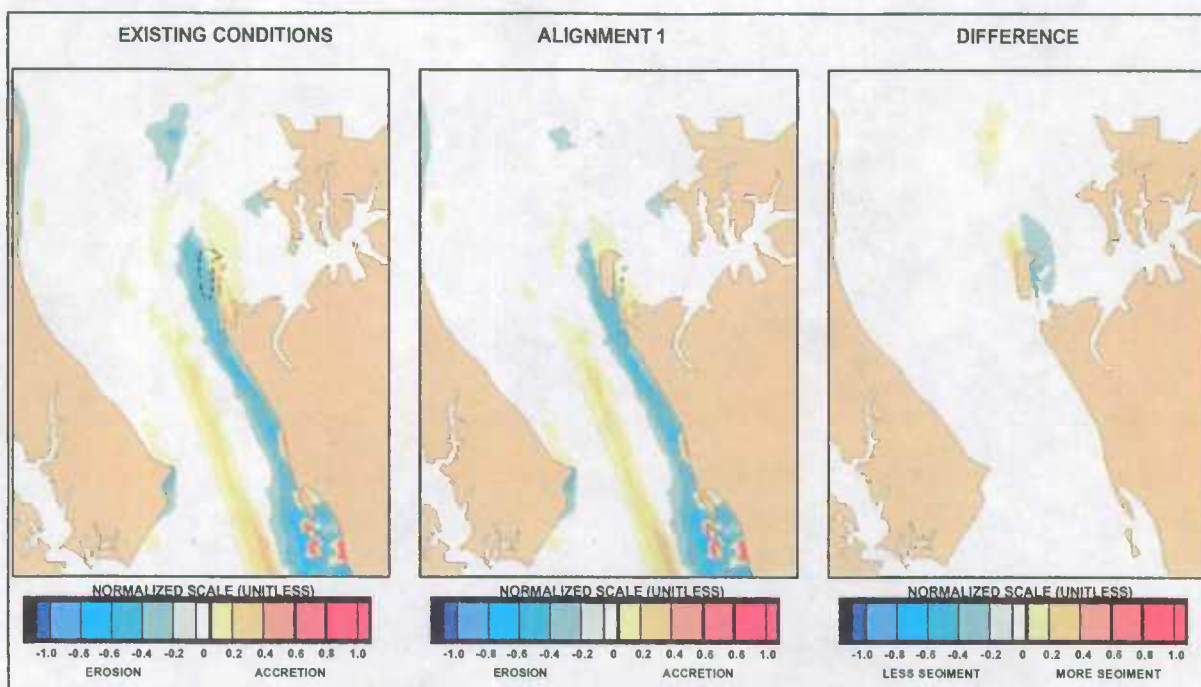 EXISTING CONDITIONS
ALIGNMENT 1
DIFFERENCE
NORMALIZED SCALE (UNITLESS)
-1.0 -0.8 -0.6 -0.4 -0.2 0 0.2 0.4 0.6 0.8 1.0
EROSION ACCRETION
NORMALIZED SCALE (UNITLESS)
-1.0 -0.8 -0.6 -0.4 -0.2 0 0.2 0.4 0.6 0.8 1.0
EROSION ACCRETION
NORMALIZED SCALE (UNITLESS)
-1.0 -0.8 -0.6 -0.4 -0.2 0 0.2 0.4 0.6 0.8 1.0
LESS SEOIMENT MORE SEOIMENT